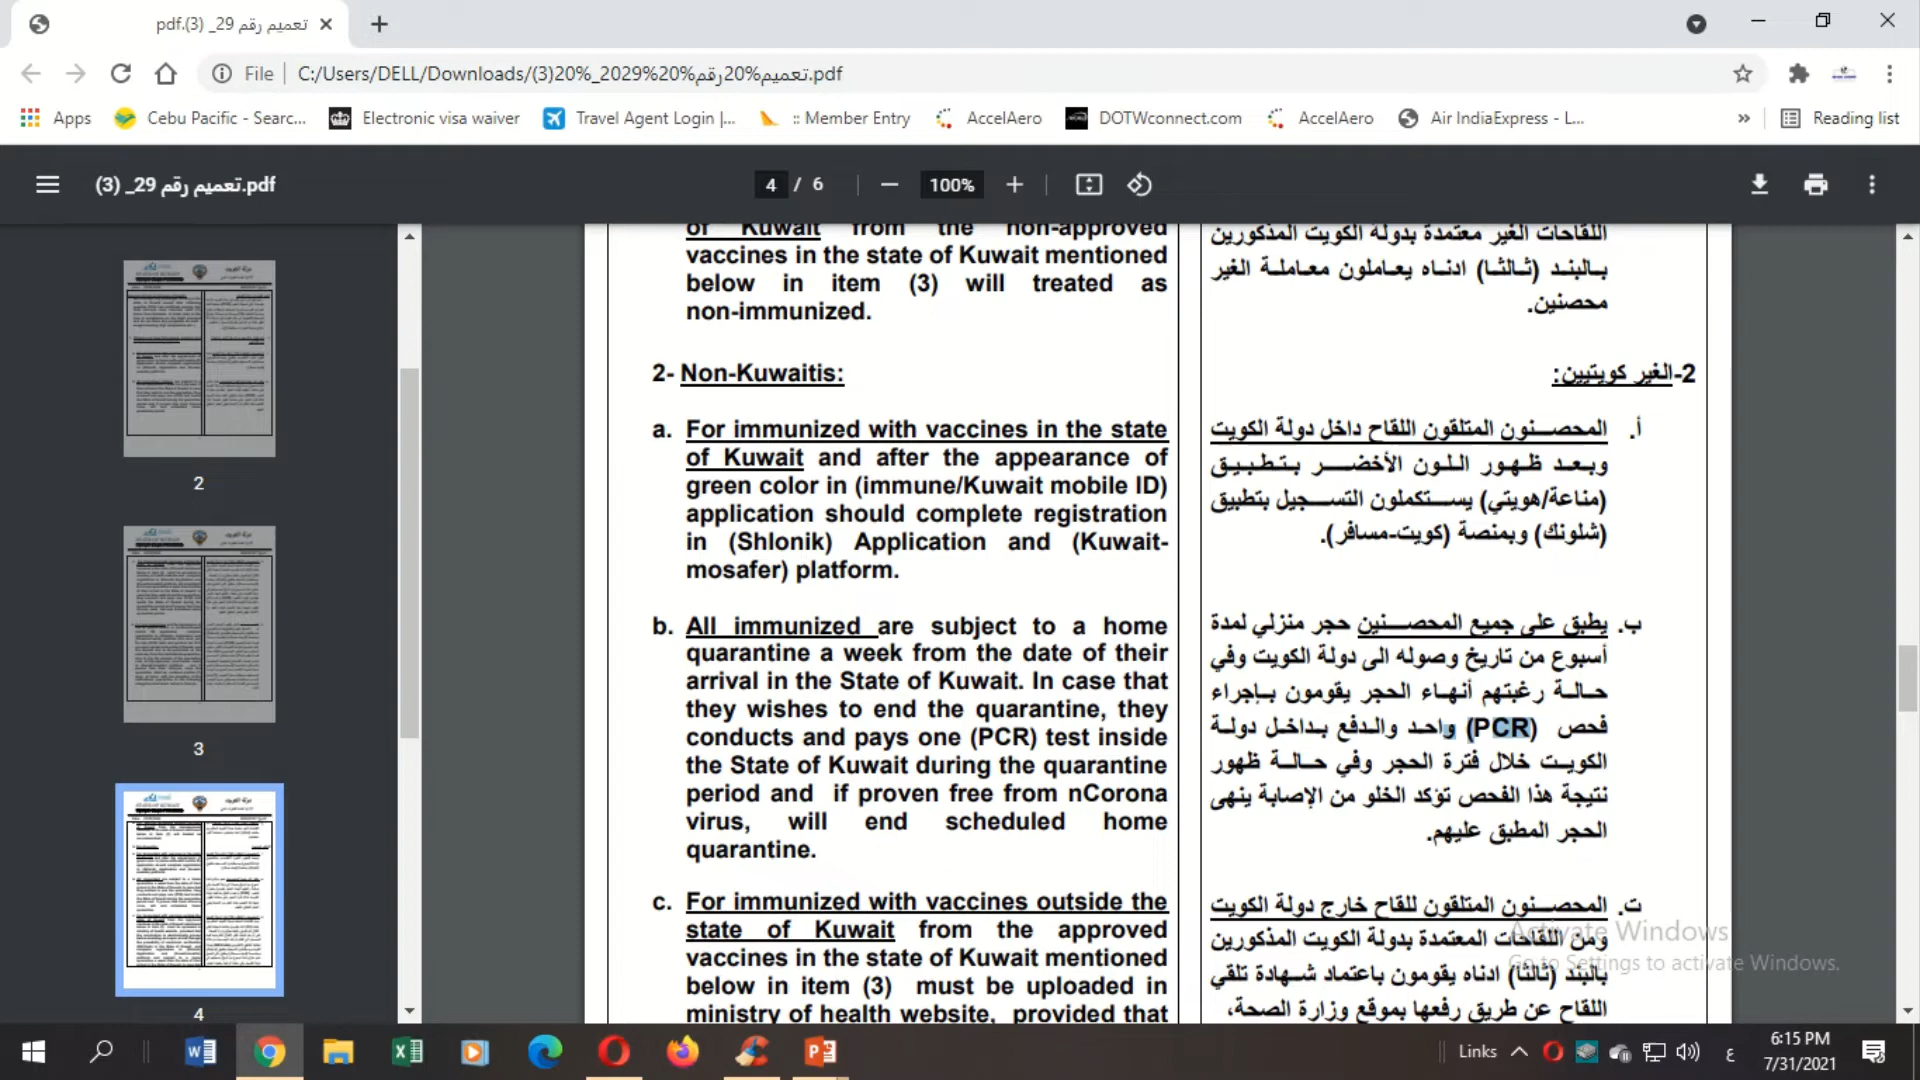 تعميم رقم 29_ (3).pdf
File
C:/Users/DELL/Downloads/(3)20%_2029%20%رقم20%تعميم.pdf
Apps
Cebu Pacific - Searc...
Electronic visa waiver
Travel Agent Login |...
:: Member Entry
AccelAero
DOTWconnect.com
AccelAero
Air IndiaExpress - L...
»
Reading list
تعميم رقم 29_ (3).pdf
4 / 6
100%
2
3
4
of Kuwait from the non-approved
vaccines in the state of Kuwait mentioned
below in item (3) will treated as
non-immunized.
2- Non-Kuwaitis:
a. For immunized with vaccines in the state
of Kuwait and after the appearance of
green color in (immune/Kuwait mobile ID)
application should complete registration
in (Shlonik) Application and (Kuwait-
mosafer) platform.
b. All immunized are subject to a home
quarantine a week from the date of their
arrival in the State of Kuwait. In case that
they wishes to end the quarantine, they
conducts and pays one (PCR) test inside
the State of Kuwait during the quarantine
period and if proven free from nCorona
virus, will end scheduled home
quarantine.
c. For immunized with vaccines outside the
state of Kuwait from the approved
vaccines in the state of Kuwait mentioned
below in item (3) must be uploaded in
ministry of health website, provided that
اللقاحات الغير معتمدة بدولة الكويت المذكورين
بالبند (ثالثا) ادناه يعاملون معاملة الغير
محصنين.
2-الغير كويتيين:
أ. المحصنون المتلقون اللقاح داخل دولة الكويت
وبعد ظهور اللون الأخضر بتطبيق
(مناعة/هويتي) يستكملون التسجيل بتطبيق
(شلونك) وبمنصة (كويت-مسافر).
ب. يطبق على جميع المحصنين حجر منزلي لمدة
أسبوع من تاريخ وصوله الى دولة الكويت وفي
حالة رغبتهم أنهاء الحجر يقومون بإجراء
فحص (PCR) واحد والدفع بداخل دولة
الكويت خلال فترة الحجر وفي حالة ظهور
نتيجة هذا الفحص تؤكد الخلو من الإصابة ينهى
الحجر المطبق عليهم.
ت. المحصنون المتلقون للقاح خارج دولة الكويت
ومن اللقاحات المعتمدة بدولة الكويت المذكورين
بالبند (ثالثا) ادناه يقومون باعتماد شهادة تلقي
اللقاح عن طريق رفعها بموقع وزارة الصحة،
Activate Windows
Go to Settings to activate Windows.
Links
ع
6:15 PM
7/31/2021